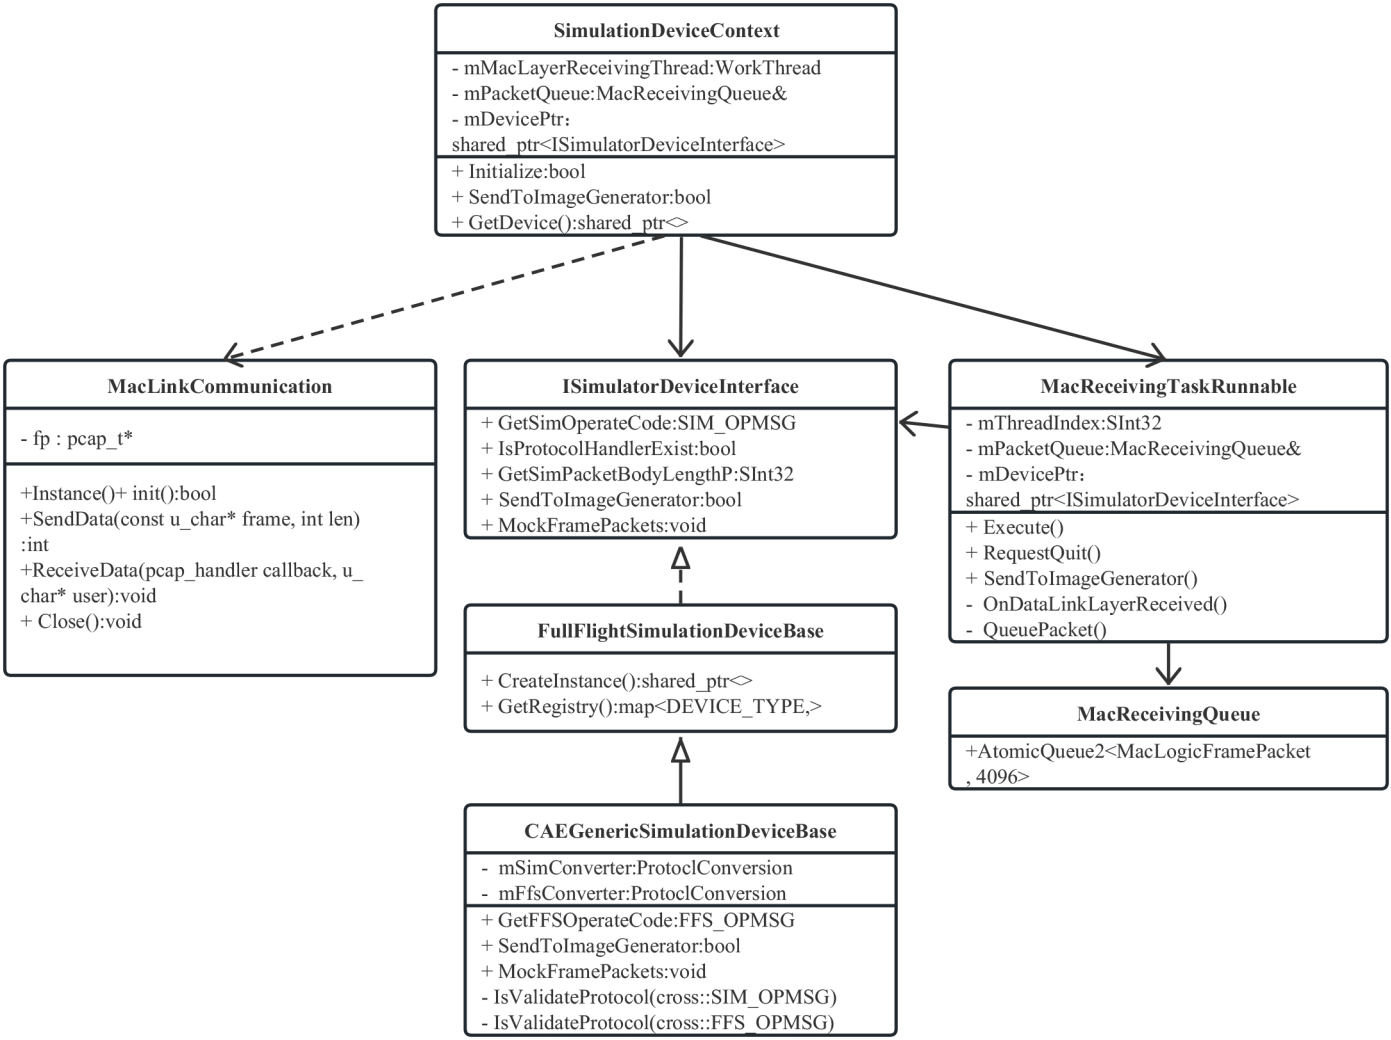 SimulationDeviceContext
- mMacLayerReceivingThread:WorkThread
- mPacketQueue:MacReceivingQueue&
- mDevicePtr：
shared_ptr<ISimulatorDeviceInterface>
+ Initialize:bool
+ SendToImageGenerator:bool
+ GetDevice():shared_ptr<>
MacLinkCommunication
- fp : pcap_t*
+Instance()+ init():bool
+SendData(const u_char* frame, int len)
:int
+ReceiveData(pcap_handler callback, u_
char* user):void
+ Close():void
ISimulatorDeviceInterface
+ GetSimOperateCode:SIM_OPMSG
+ IsProtocolHandlerExist:bool
+ GetSimPacketBodyLengthP:SInt32
+ SendToImageGenerator:bool
+ MockFramePackets:void
MacReceivingTaskRunnable
- mThreadIndex:SInt32
- mPacketQueue:MacReceivingQueue&
- mDevicePtr：
shared_ptr<ISimulatorDeviceInterface>
+ Execute()
+ RequestQuit()
+ SendToImageGenerator()
- OnDataLinkLayerReceived()
- QueuePacket()
FullFlightSimulationDeviceBase
+ CreateInstance():shared_ptr<>
+ GetRegistry():map<DEVICE_TYPE,>
MacReceivingQueue
+AtomicQueue2<MacLogicFramePacket
, 4096>
CAEGenericSimulationDeviceBase
- mSimConverter:ProtoclConversion
- mFfsConverter:ProtoclConversion
+ GetFFSOperateCode:FFS_OPMSG
+ SendToImageGenerator:bool
+ MockFramePackets:void
- IsValidateProtocol(cross::SIM_OPMSG)
- IsValidateProtocol(cross::FFS_OPMSG)